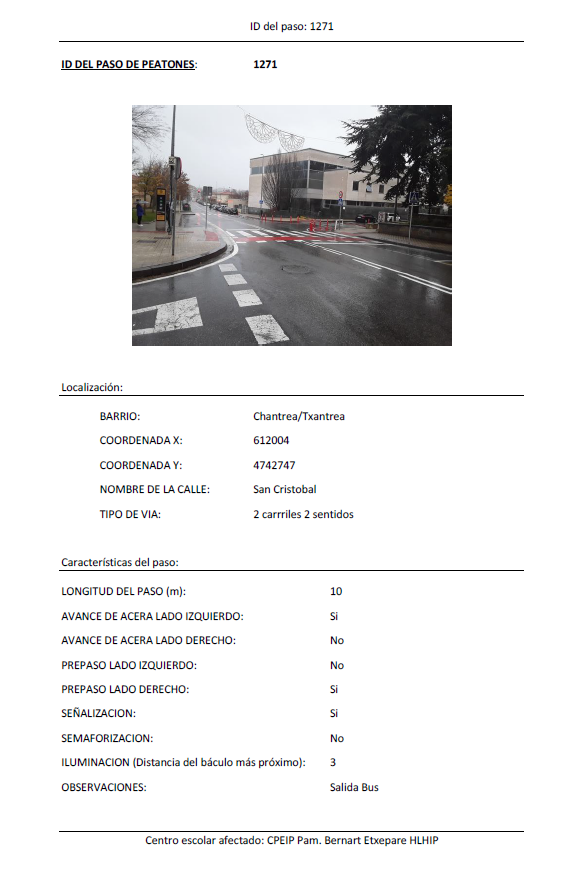 ID del paso: 1271
ID DEL PASO DE PEATONES: 1271
Localización:
BARRIO: Chantrea/Txantrea
COORDENADA X: 612004
COORDENADA Y: 4742747
NOMBRE DE LA CALLE: San Cristobal
TIPO DE VIA: 2 carrriles 2 sentidos
Características del paso:
LONGITUD DEL PASO (m): 10
AVANCE DE ACERA LADO IZQUIERDO: Si
AVANCE DE ACERA LADO DERECHO: No
PREPASO LADO IZQUIERDO: No
PREPASO LADO DERECHO: Si
SEÑALIZACION: Si
SEMAFORIZACION: No
ILUMINACION (Distancia del báculo más próximo): 3
OBSERVACIONES: Salida Bus
Centro escolar afectado: CPEIP Pam. Bernart Etxepare HLHIP